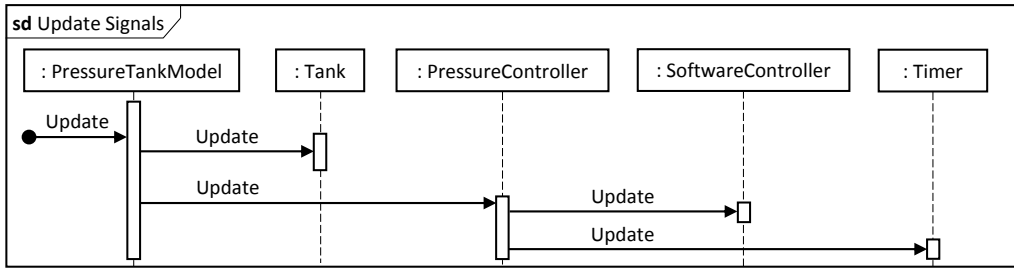 sd Update Signals
: PressureTankModel
: Tank
: PressureController
: SoftwareController
: Timer
Update
Update
Update
Update
Update